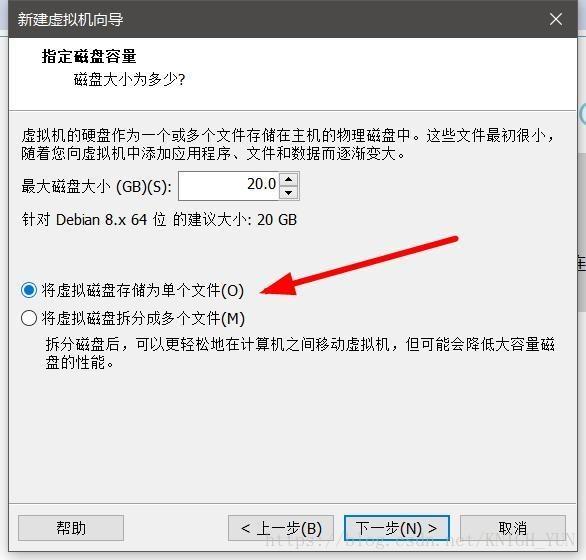 新建虚拟机向导
指定磁盘容量
磁盘大小为多少?
虚拟机的硬盘作为一个或多个文件存储在主机的物理磁盘中。这些文件最初很小，
随着您向虚拟机中添加应用程序、文件和数据而逐渐变大。
最大磁盘大小 (GB)(S): 20.0
针对 Debian 8.x 64 位 的建议大小: 20 GB
将虚拟磁盘存储为单个文件(O)
将虚拟磁盘拆分成多个文件(M)
拆分磁盘后，可以更轻松地在计算机之间移动虚拟机，但可能会降低大容量磁
盘的性能。
帮助 < 上一步(B) 下一步(N) > 取消
https://blog.csdn.net/KNIGH_YUN
连